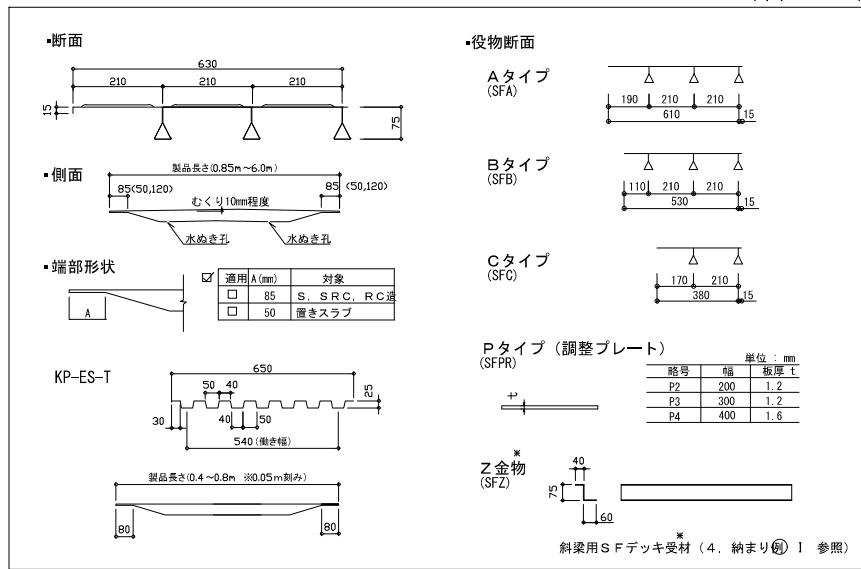 ▪断面
630
210 210 210
15
75
▪側面
製品長さ(0.85m～6.0m)
85(50,120)
85 (50,120)
むくり10mm程度
水ぬき孔 水ぬき孔
▪端部形状
A
☑ 適用 A(mm) 対象
□ 85 S, SRC, RC造
□ 50 置きスラブ
KP-ES-T
650
50 40
25
30
40 50
540(働き幅)
製品長さ(0.4～0.8m ※0.05m刻み)
80 80
▪役物断面
Aタイプ
(SFA)
190 210 210
610 15
Bタイプ
(SFB)
110 210 210
530 15
Cタイプ
(SFC)
170 210
380 15
Pタイプ（調整プレート）
(SFPR)
t
単位 : mm
略号 幅 板厚 t
P2 200 1.2
P3 300 1.2
P4 400 1.6
Z金物※
(SFZ)
40
75
60
※
斜梁用SFデッキ受材（4. 納まり例 I 参照）